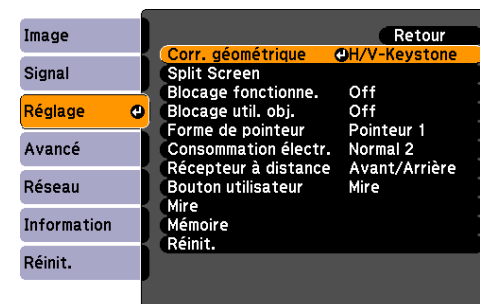 Image
Signal
Réglage
Avancé
Réseau
Information
Réinit.
Retour
Corr. géométrique H/V-Keystone
Split Screen
Blocage fonctionne. Off
Blocage util. obj. Off
Forme de pointeur Pointeur 1
Consommation électr. Normal 2
Récepteur à distance Avant/Arrière
Bouton utilisateur Mire
Mire
Mémoire
Réinit.